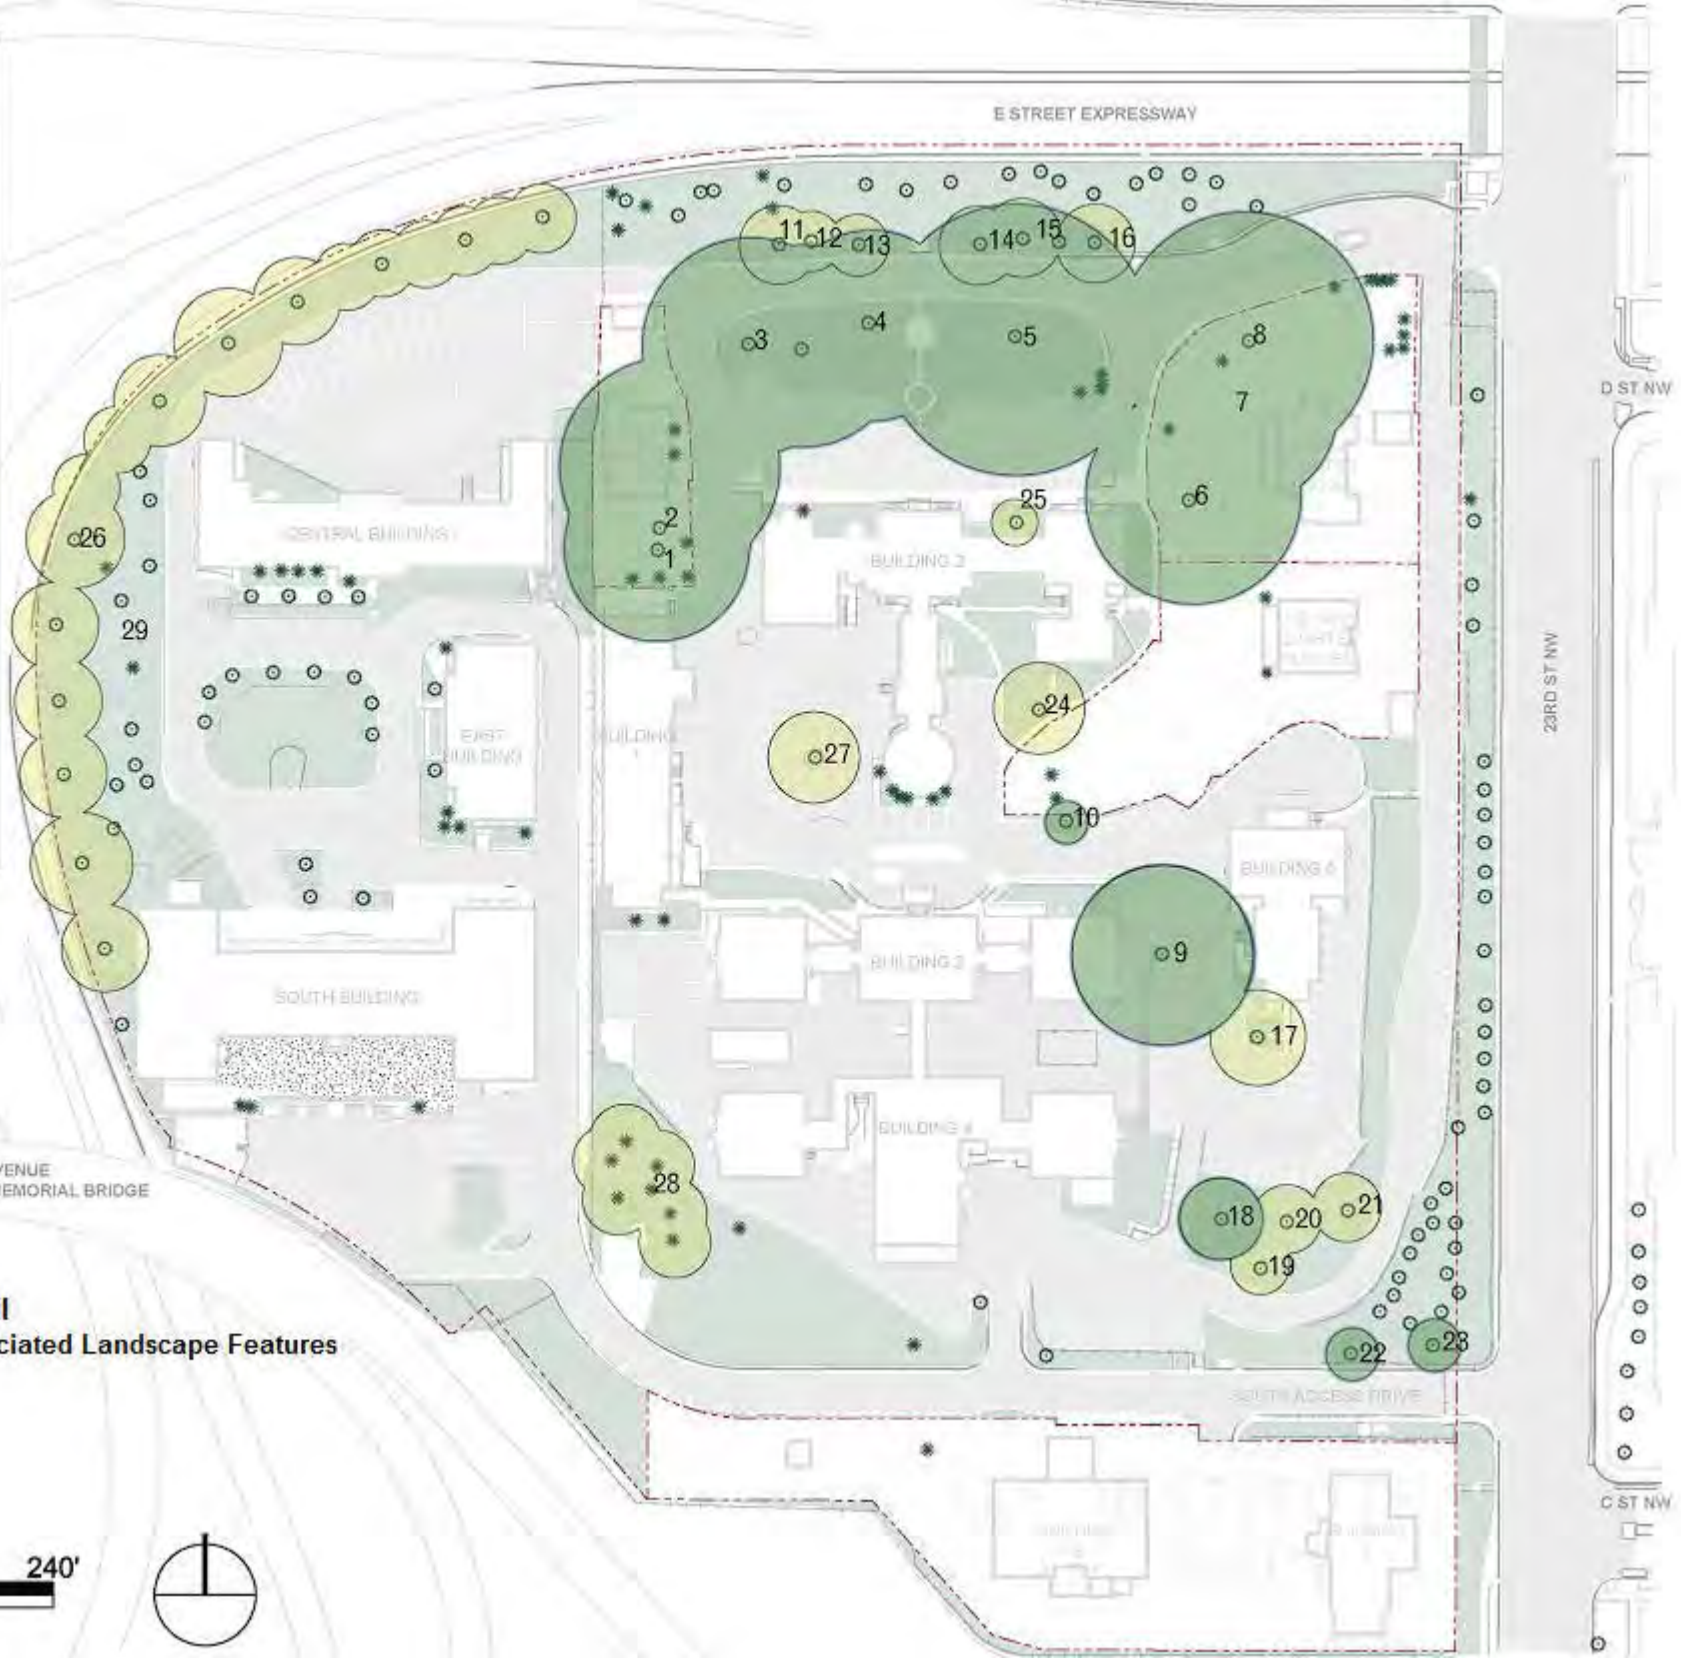 E STREET EXPRESSWAY
11
12
13
14
15
16
3
4
5
8
7
D ST NW
6
2
1
25
CENTRAL BUILDING
BUILDING 3
26
29
24
23RD ST NW
EAST
BUILDING
BUILDING
1
27
10
BUILDING 6
9
BUILDING 2
SOUTH BUILDING
17
BUILDING 4
VENUE
EMORIAL BRIDGE
28
18
20
21
19
22
23
SOUTH ACCESS DRIVE
l
ciated Landscape Features
C ST NW
240'